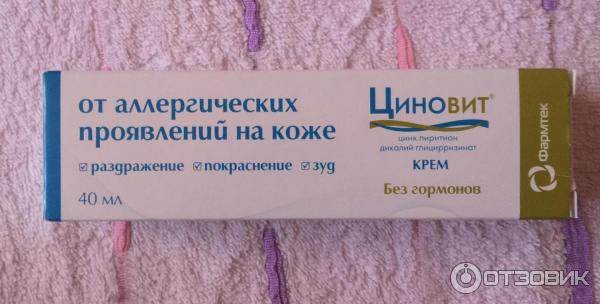 от аллергических
проявлений на коже
раздражение покраснение зуд
40 мл
Циновит®
цинк пиритион
дикалий глицирризинат
КРЕМ
Без гормонов
Фармтек
ОТЗОВИК